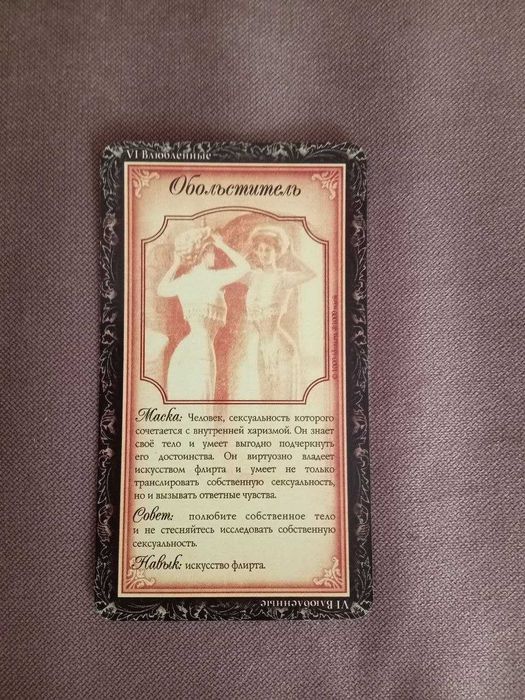 VI Влюбленные
Обольститель
Маска: Человек, сексуальность которого
сочетается с внутренней харизмой. Он знает
своё тело и умеет выгодно подчеркнуть
его достоинства. Он виртуозно владеет
искусством флирта и умеет не только
транслировать собственную сексуальность,
но и вызывать ответные чувства.
Совет: полюбите собственное тело
и не стесняйтесь исследовать собственную
сексуальность.
Навык: искусство флирта.
VI Влюбленные